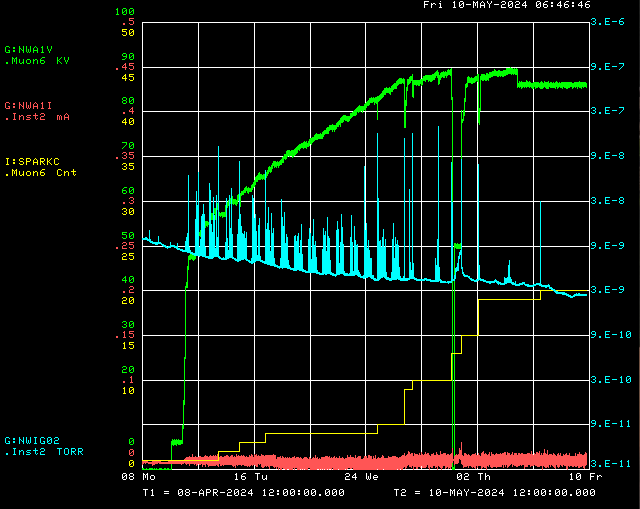 Fri 10-MAY-2024 06:46:46
G:NWA1V
.Muon6 KV
G:NWA1I
.Inst2 mA
I:SPARKC
.Muon6 Cnt
G:NWIG02
.Inst2 TORR
100
.5
50
90
.45
45
80
.4
40
70
.35
35
60
.3
30
50
.25
25
40
.2
20
30
.15
15
20
.1
10
0
0
0
3.E-6
9.E-7
3.E-7
9.E-8
3.E-8
9.E-9
3.E-9
9.E-10
3.E-10
9.E-11
3.E-11
08 Mo 16 Tu 24 We 02 Th 10 Fr
T1 = 08-APR-2024 12:00:00.000 T2 = 10-MAY-2024 12:00:00.000